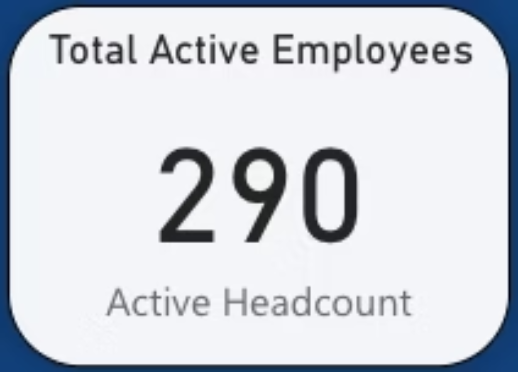 Total Active Employees
290
Active Headcount